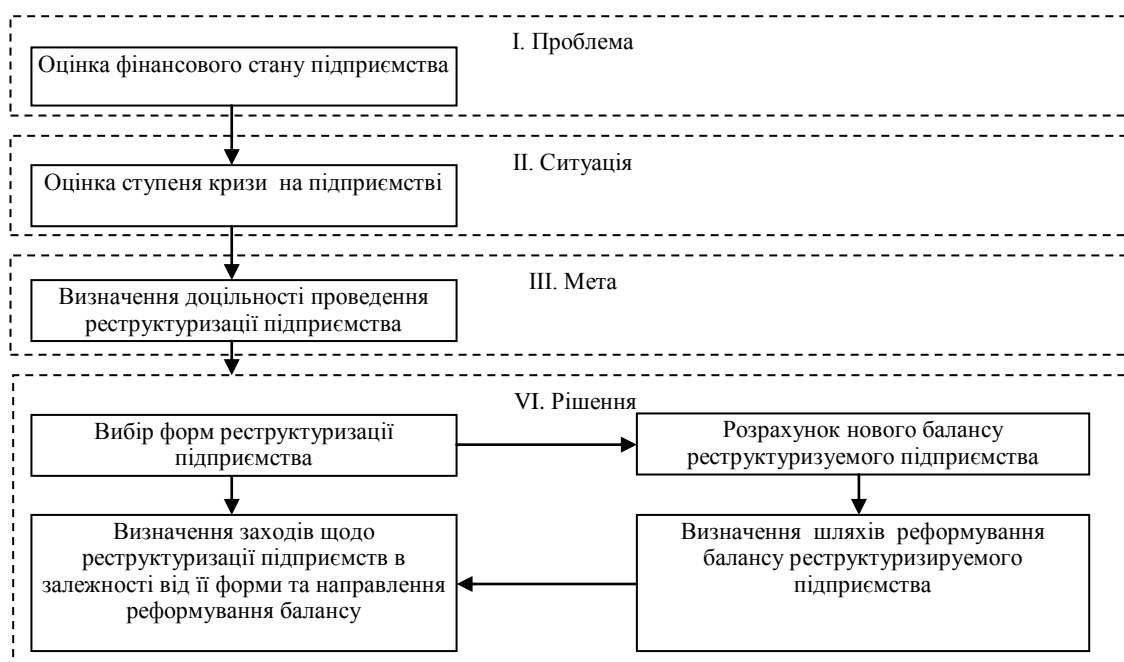 І. Проблема
Оцінка фінансового стану підприємства
ІІ. Ситуація
Оцінка ступеня кризи на підприємстві
ІІІ. Мета
Визначення доцільності проведення
реструктуризації підприємства
VI. Рішення
Вибір форм реструктуризації
підприємства
Розрахунок нового балансу
реструктуризуемого підприємства
Визначення заходів щодо
реструктуризації підприємств в
залежності від її форми та направлення
реформування балансу
Визначення шляхів реформування
балансу реструктуризируемого
підприємства